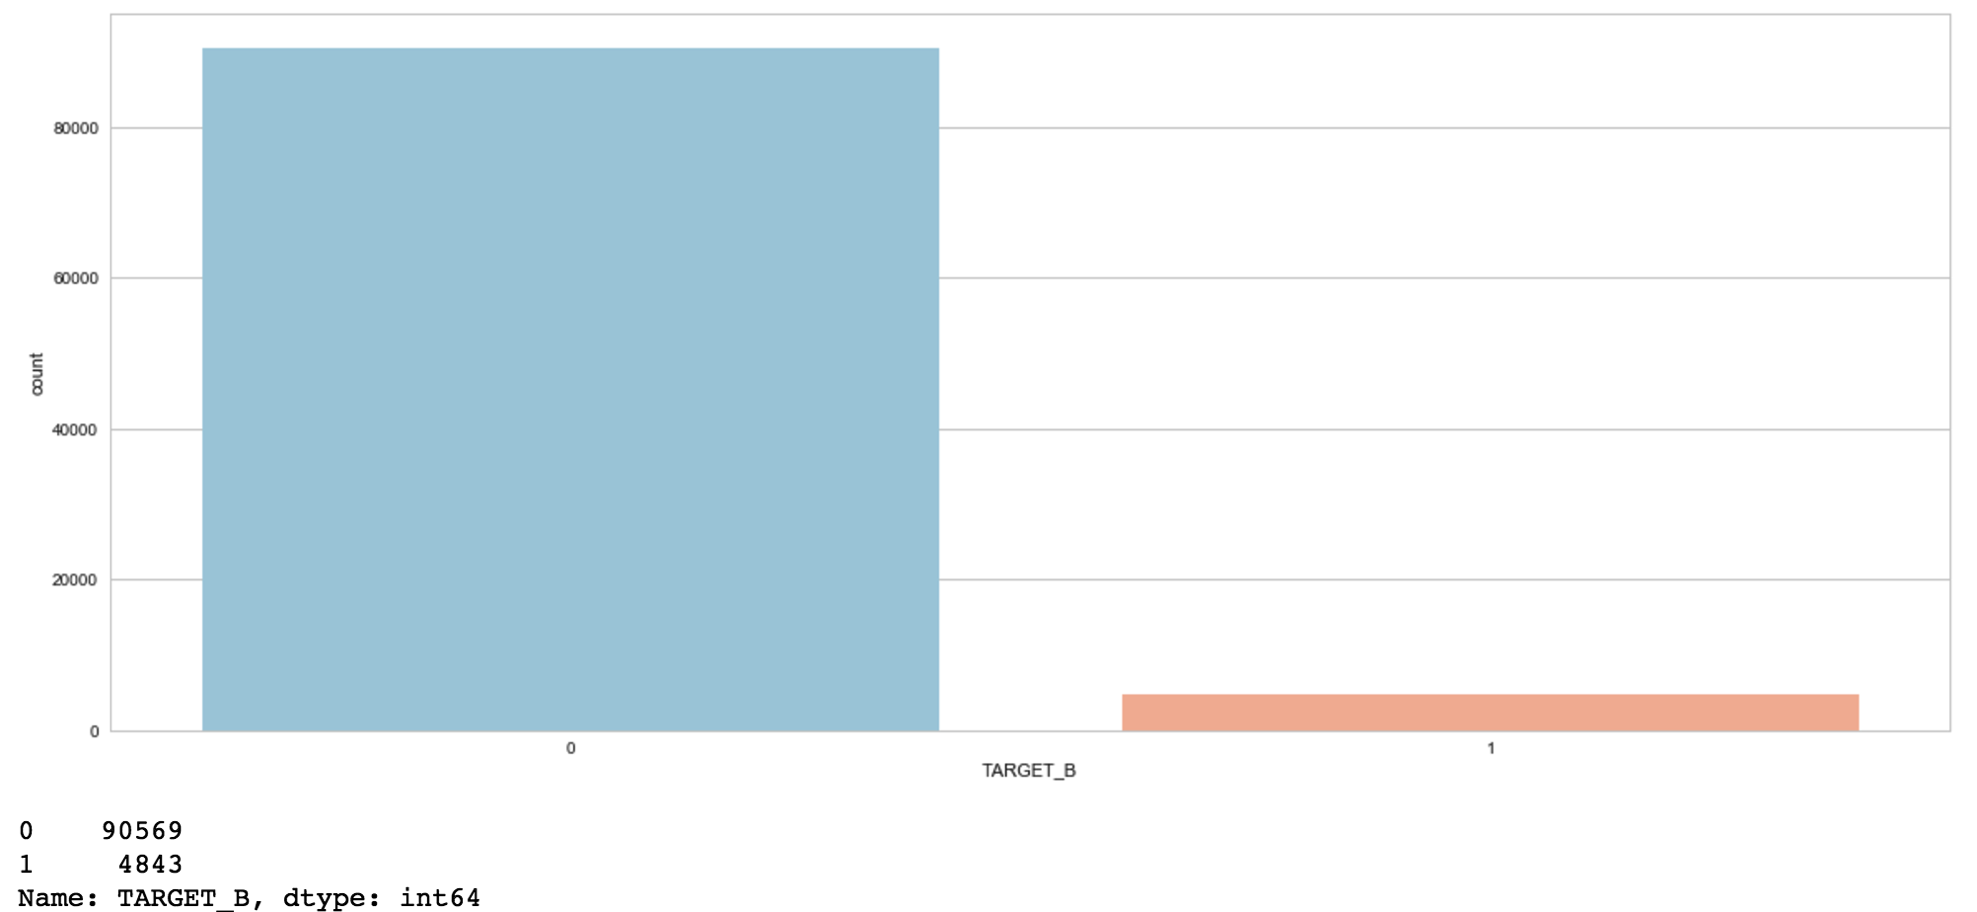 80000
60000
40000
20000
0
count
0 1
TARGET_B
0 90569
1 4843
Name: TARGET_B, dtype: int64